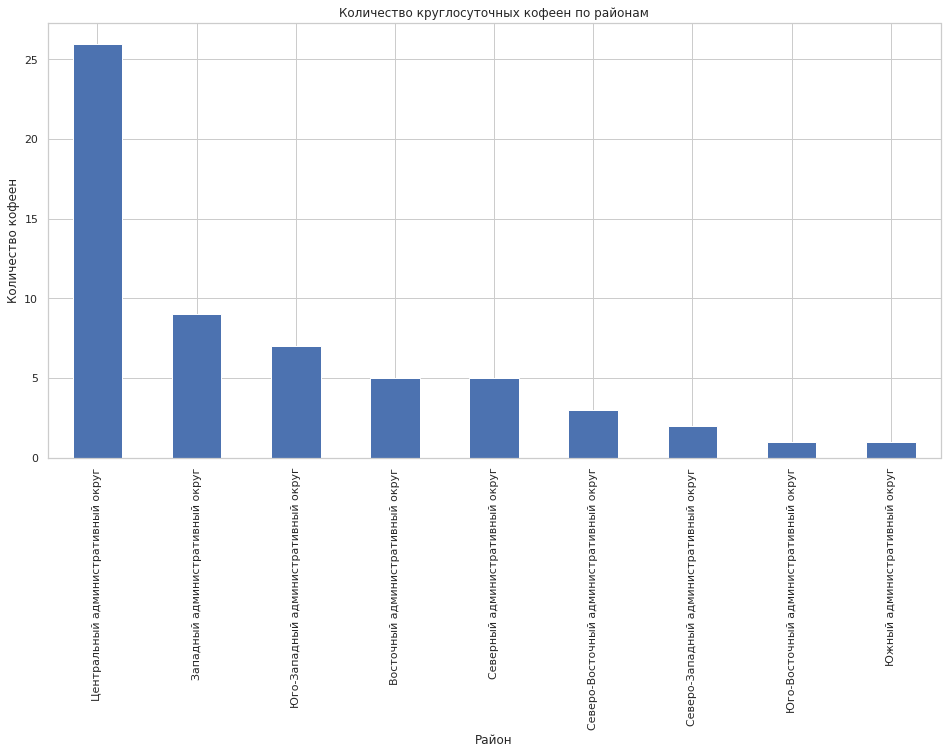 Количество круглосуточных кофеен по районам
Количество кофеен
25
20
15
10
5
0
Центральный административный округ
Западный административный округ
Юго-Западный административный округ
Восточный административный округ
Северный административный округ
Северо-Восточный административный округ
Северо-Западный административный округ
Юго-Восточный административный округ
Южный административный округ
Район